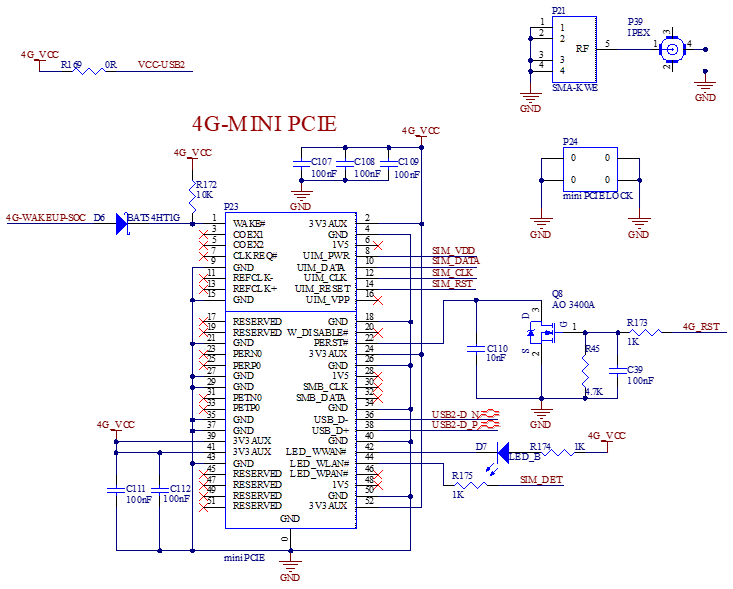 P21
P39
IPEX
1
2
3
4
1
2
3
4
RF
5
1
3
4
2
SMA-KWE
GND
GND
4G_VCC
R169
0R
VCC-USB2
4G-MINI PCIE
4G_VCC
4G_VCC
C107
100nF
C108
100nF
C109
100nF
GND
R172
10K
P24
0 0
0 0
mini PCIE LOCK
GND
GND
4G-WAKEUP-SOC
D6
BAT54HT1G
P23
1 WAKE# 3V3 AUX 2
3 COEX1 GND 4
5 COEX2 1V5 6
7 CLKREQ# UIM_PWR 8 SIM_VDD
9 GND UIM_DATA 10 SIM_DATA
11 REFCLK- UIM_CLK 12 SIM_CLK
13 REFCLK+ UIM_RESET 14 SIM_RST
15 GND UIM_VPP 16
17 RESERVED GND 18
19 RESERVED W_DISABLE# 20
21 GND PERST# 22
23 PERN0 3V3 AUX 24
25 PERP0 GND 26
27 GND 1V5 28
29 GND SMB_CLK 30
31 PETN0 SMB_DATA 32
33 PETP0 GND 34
35 GND USB_D- 36 USB2-D_N
37 GND USB_D+ 38 USB2-D_P
39 3V3 AUX GND 40
41 3V3 AUX LED_WWAN# 42
43 GND LED_WLAN# 44
45 RESERVED LED_WPAN# 46
47 RESERVED 1V5 48
49 RESERVED GND 50
51 RESERVED 3V3 AUX 52
GND
0
mini PCIE
GND
4G_VCC
C111
100nF
C112
100nF
Q8
AO 3400A
D
3
G
1
S
2
C110
10nF
R45
4.7K
R173
1K
4G_RST
C39
100nF
GND
D7
LED_B
R174
1K
4G_VCC
R175
1K
SIM_DET